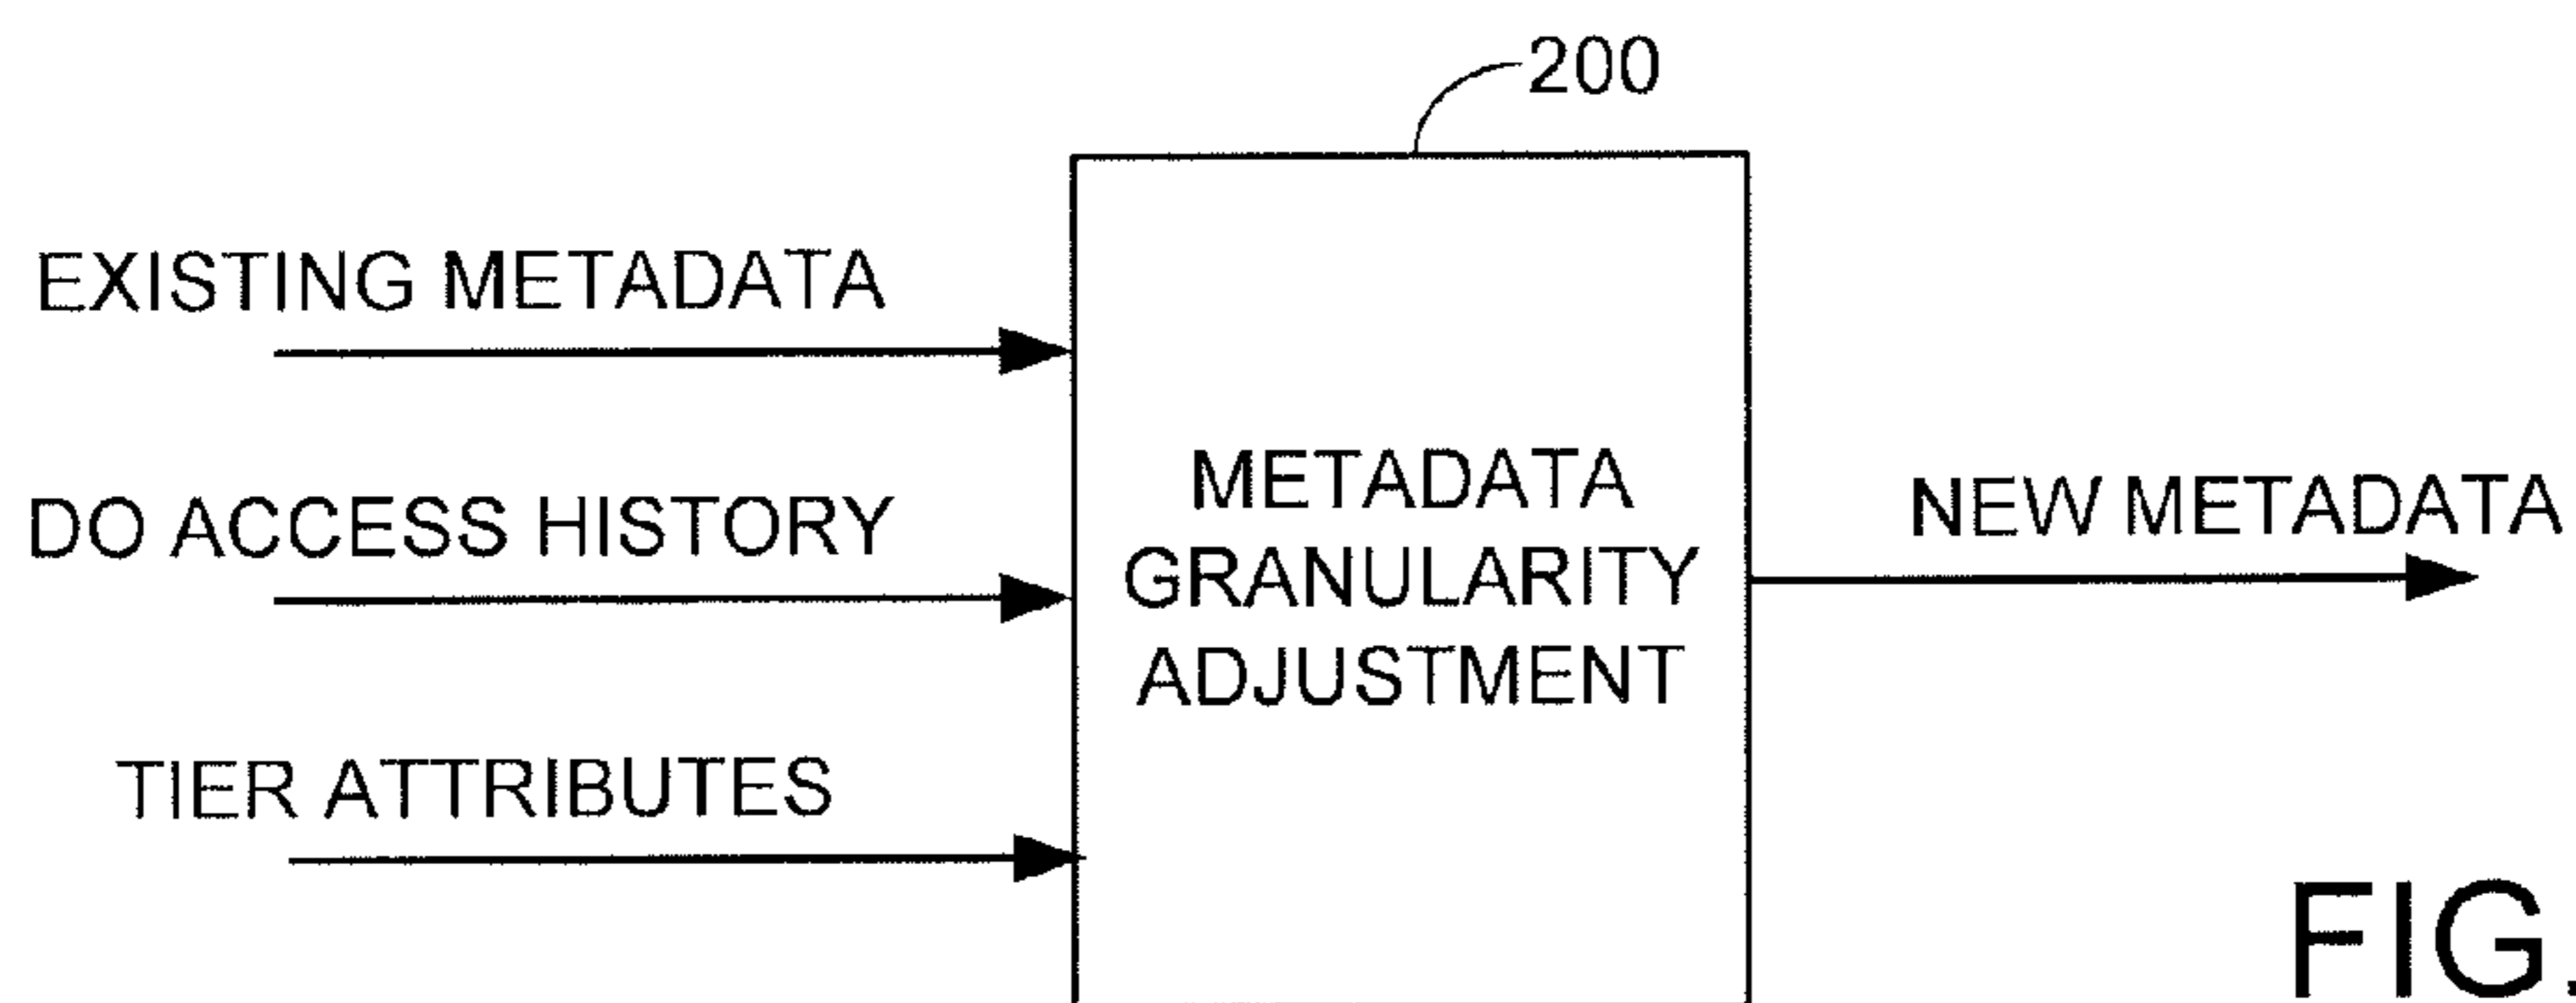 200
EXISTING METADATA
DO ACCESS HISTORY
TIER ATTRIBUTES
METADATA
GRANULARITY
ADJUSTMENT
NEW METADATA
FIG.